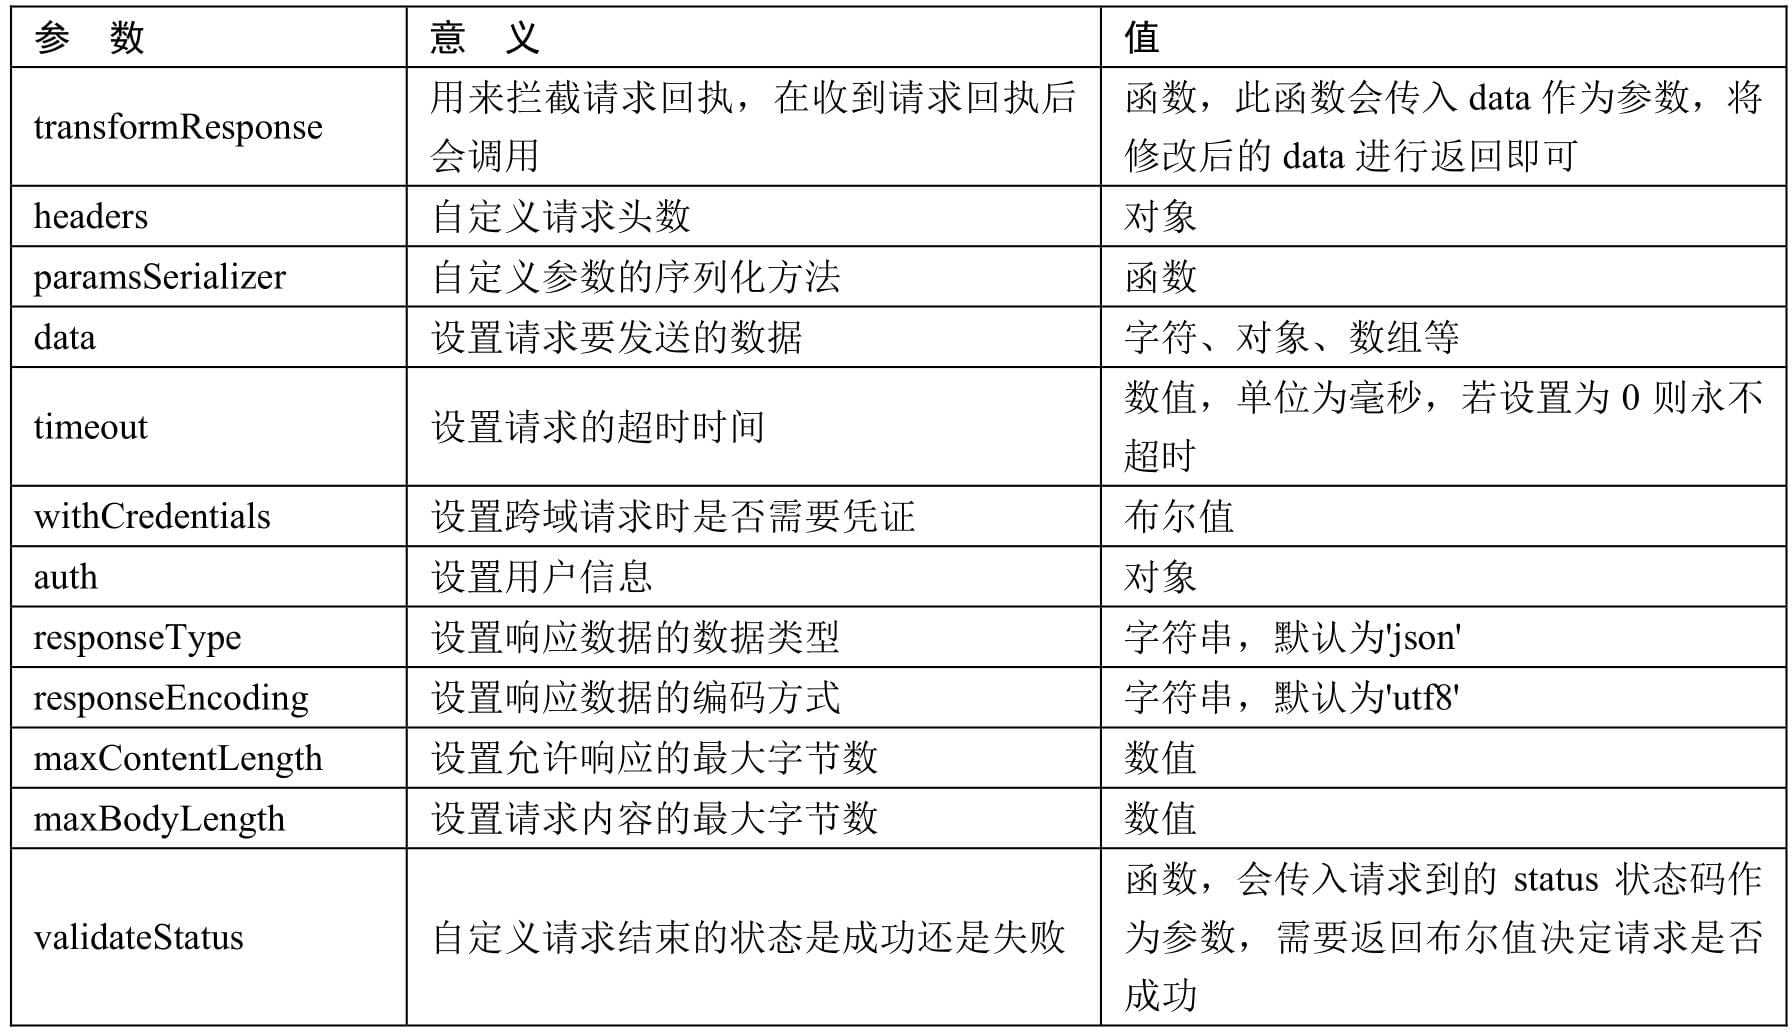 参 数 意 义 值
transformResponse
用来拦截请求回执，在收到请求回执后
会调用
函数，此函数会传入 data 作为参数，将
修改后的 data 进行返回即可
headers 自定义请求头数 对象
paramsSerializer 自定义参数的序列化方法 函数
data 设置请求要发送的数据 字符、对象、数组等
timeout 设置请求的超时时间
数值，单位为毫秒，若设置为 0 则永不
超时
withCredentials 设置跨域请求时是否需要凭证 布尔值
auth 设置用户信息 对象
responseType 设置响应数据的数据类型 字符串，默认为'json'
responseEncoding 设置响应数据的编码方式 字符串，默认为'utf8'
maxContentLength 设置允许响应的最大字节数 数值
maxBodyLength 设置请求内容的最大字节数 数值
validateStatus 自定义请求结束的状态是成功还是失败
函数，会传入请求到的 status 状态码作
为参数，需要返回布尔值决定请求是否
成功